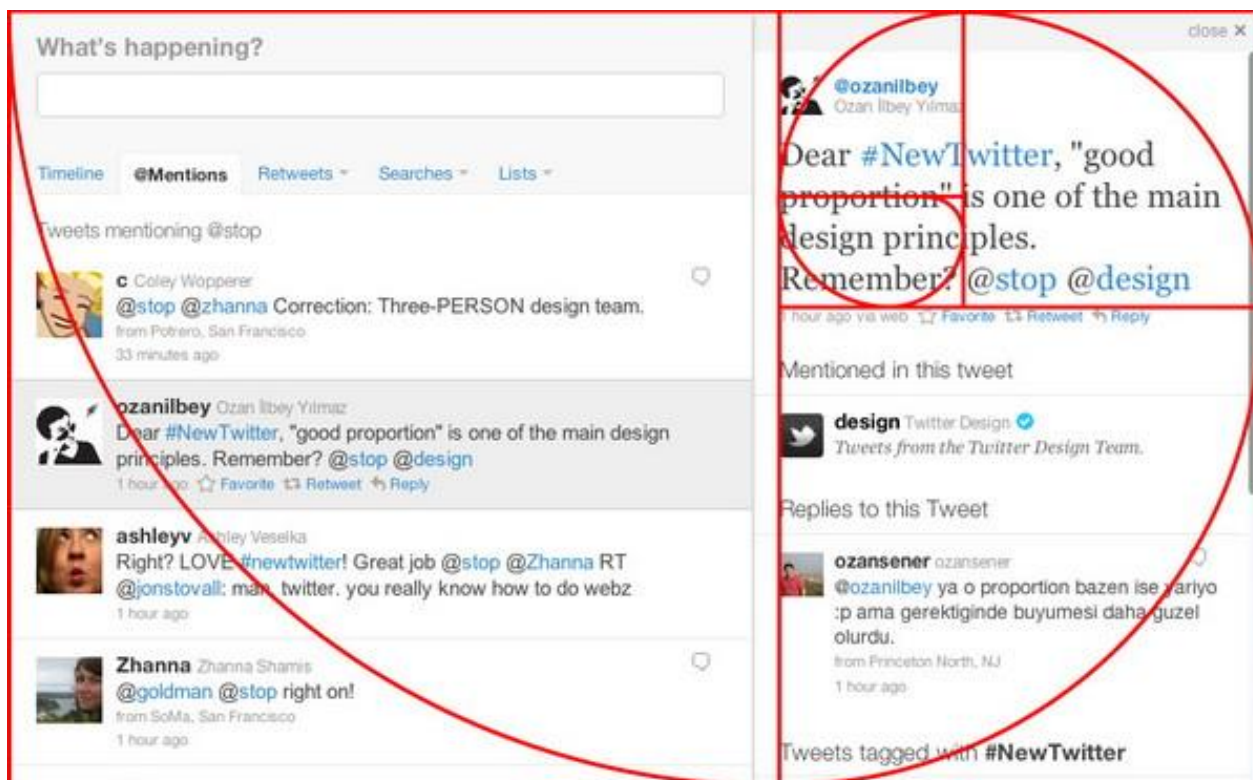 What's happening?
Timeline @Mentions Retweets Searches Lists
Tweets mentioning @stop
c Coley Wopperer
@stop @zhanna Correction: Three-PERSON design team.
from Potrero, San Francisco
33 minutes ago
ozanilbey Ozan İlbey Yılmaz
Dear #NewTwitter, "good proportion" is one of the main design
principles. Remember? @stop @design
1 hour ago Favorite Retweet Reply
ashleyv Ashley Veselka
Right? LOVE #newtwitter! Great job @stop @Zhanna RT
@jonstovall: man, twitter. you really know how to do webz
1 hour ago
Zhanna Zhanna Shamis
@goldman @stop right on!
from SoMa, San Francisco
1 hour ago
close X
@ozanilbey
Ozan İlbey Yılmaz
Dear #NewTwitter, "good
proportion" is one of the main
design principles.
Remember? @stop @design
1 hour ago via web Favorite Retweet Reply
Mentioned in this tweet
design Twitter Design
Tweets from the Twitter Design Team.
Replies to this Tweet
ozansener ozansener
@ozanilbey ya o proportion bazen ise yariyo
:p ama gerektiginde buyumesi daha guzel
olurdu.
from Princeton North, NJ
1 hour ago
Tweets tagged with #NewTwitter